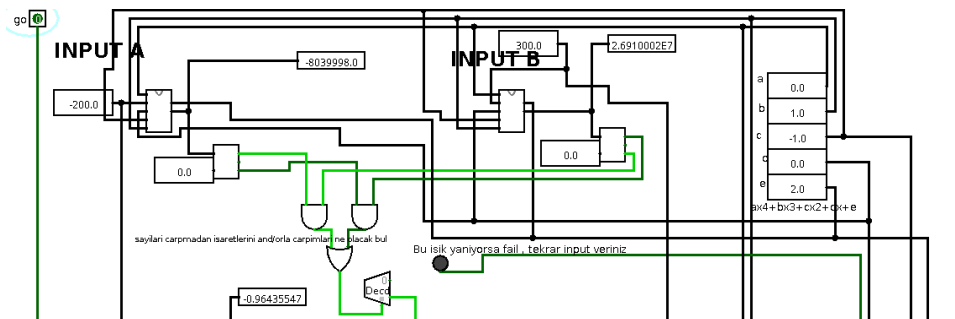 go
INPUT A
INPUT B
300.0
2.6910002E7
-8039998.0
-200.0
a
0.0
b
1.0
c
-1.0
d
0.0
e
2.0
0.0
0.0
ax4+bx3+cx2+dx+e
sayilari carpmadan isaretlerini and/orla carpimlari ne olacak bul
Bu isik yaniyorsa fail , tekrar input veriniz
Decd
0
-0.96435547